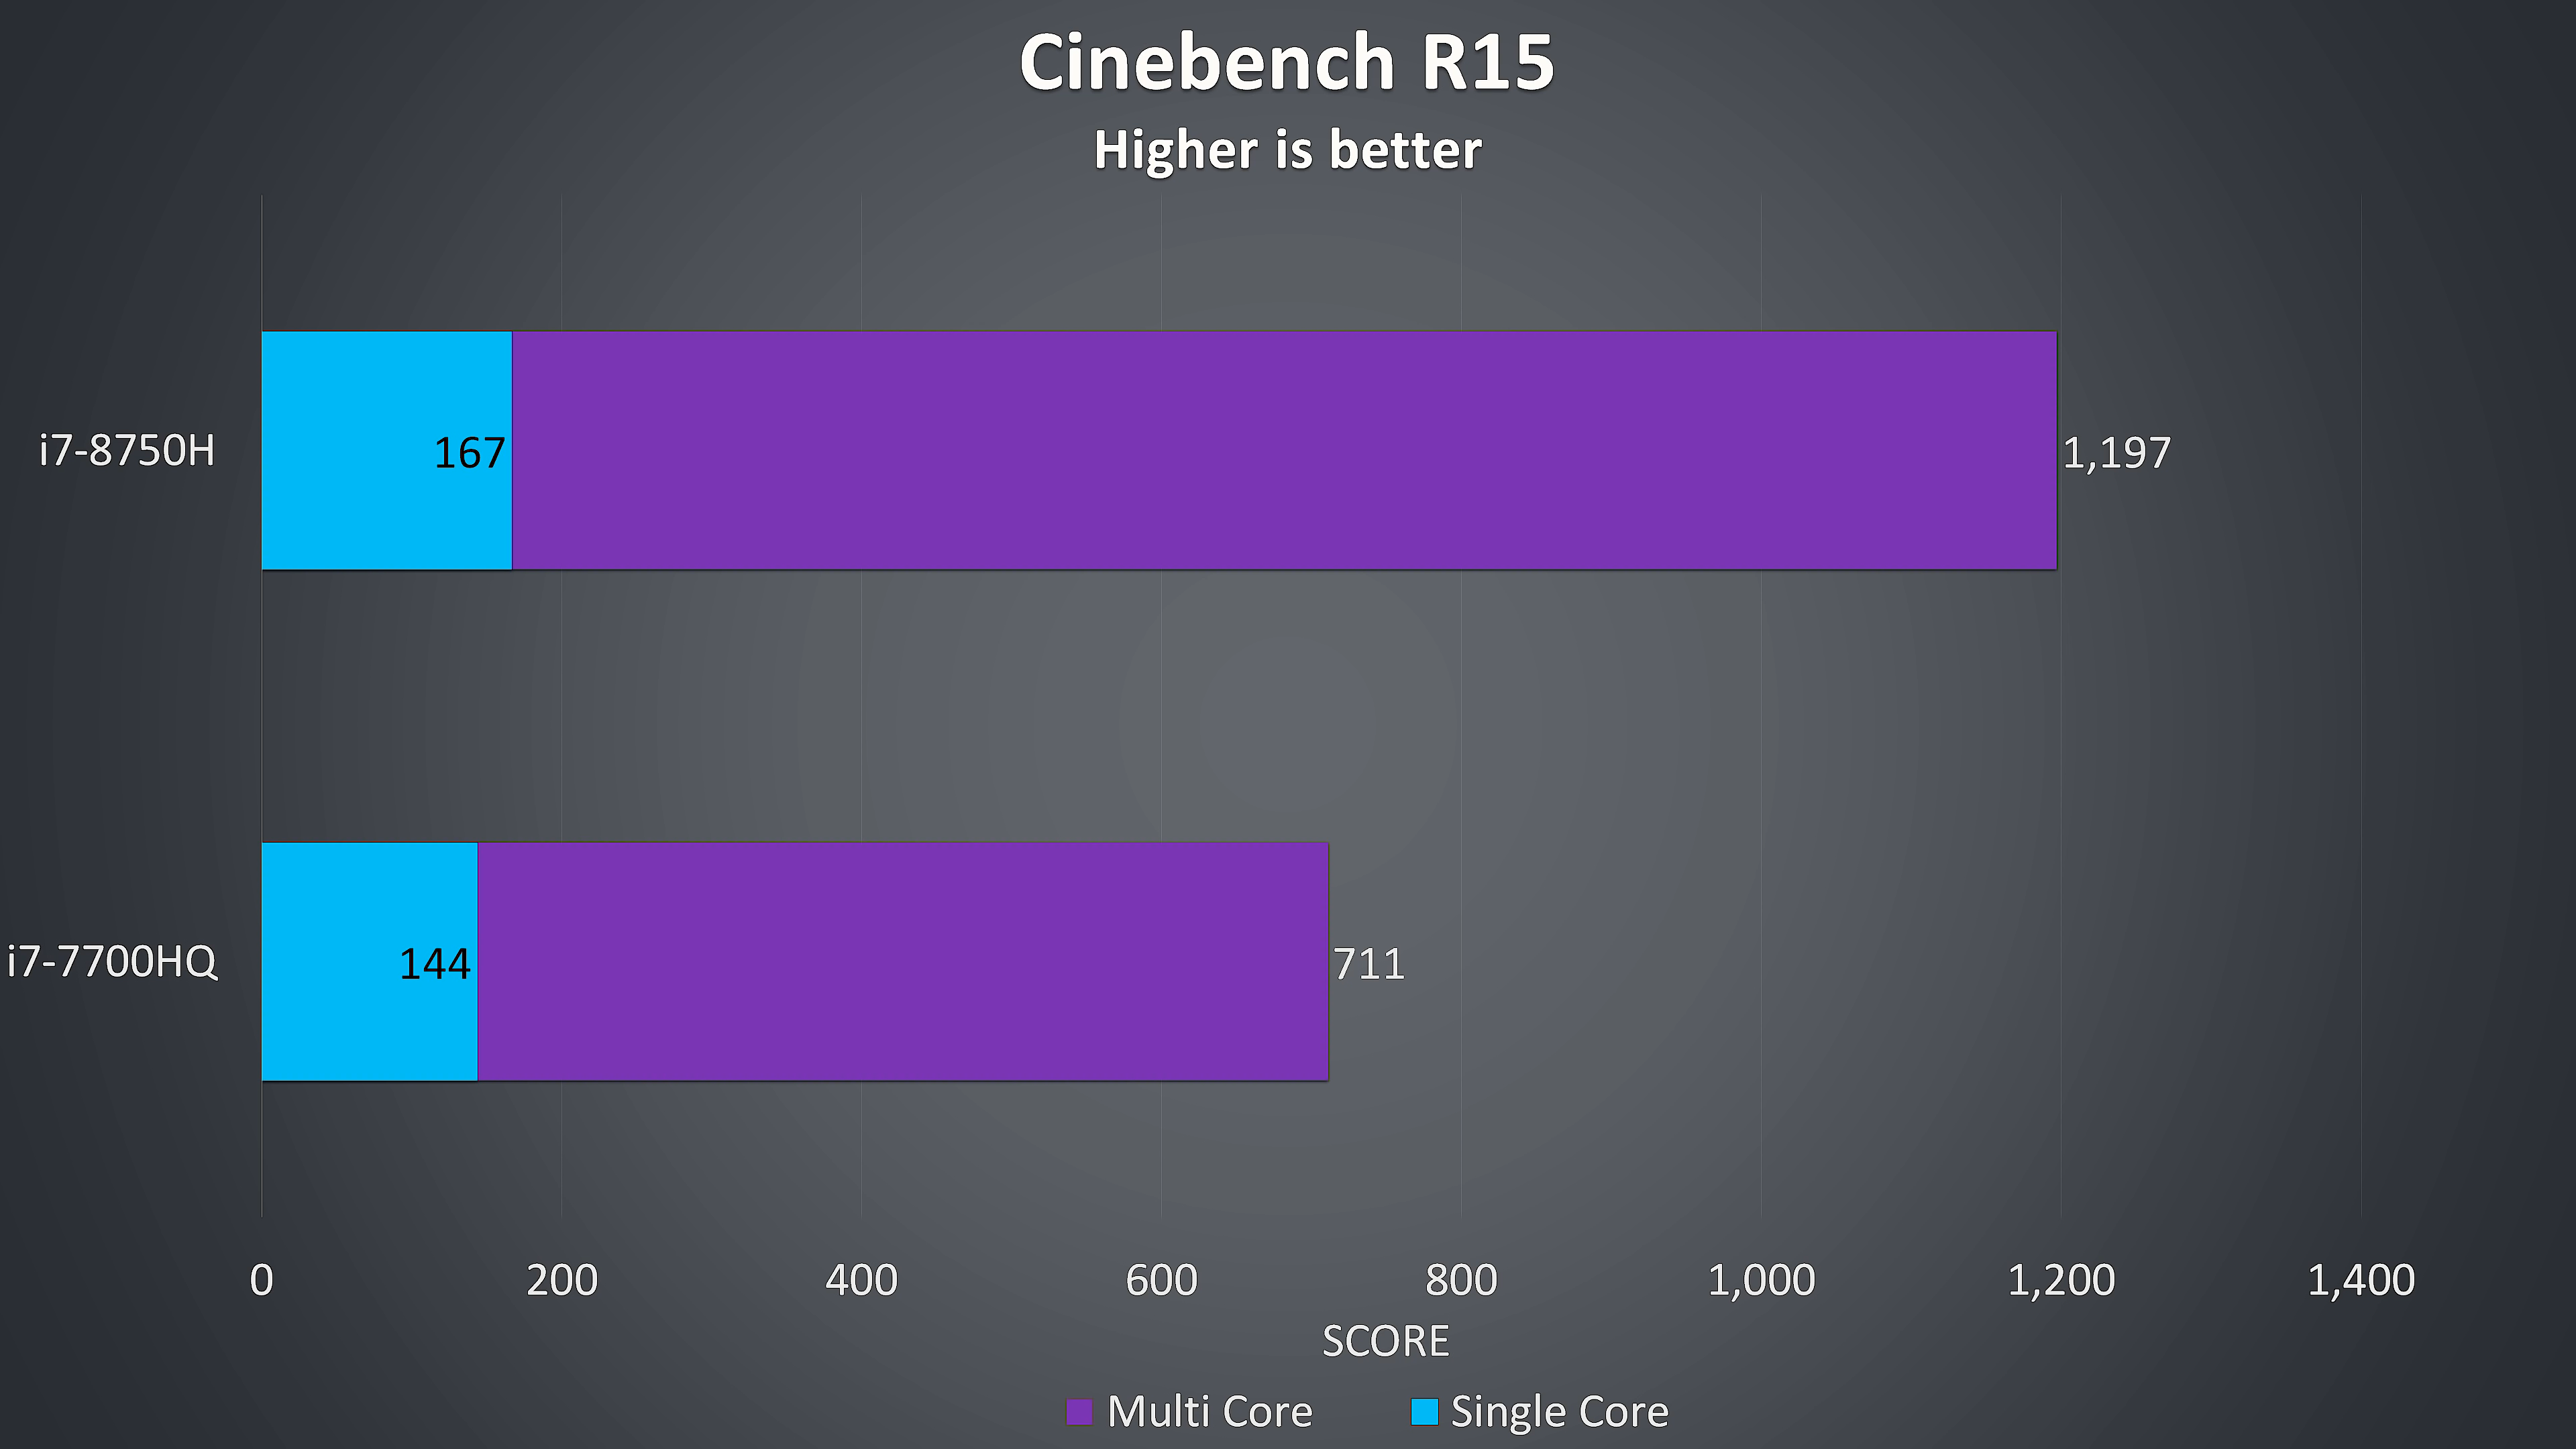 Cinebench R15
Higher is better
i7-8750H
167
1,197
i7-7700HQ
144
711
0 200 400 600 800 1,000 1,200 1,400
SCORE
Multi Core Single Core